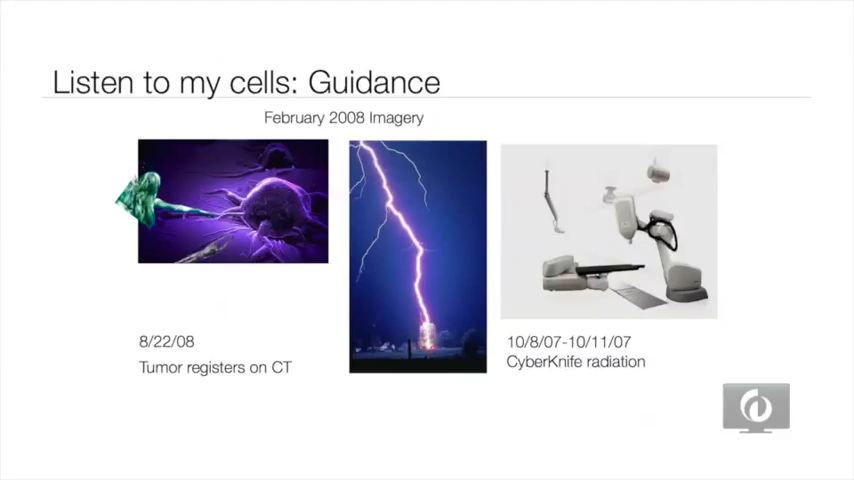 Listen to my cells: Guidance
February 2008 Imagery
8/22/08
Tumor registers on CT
10/8/07-10/11/07
CyberKnife radiation